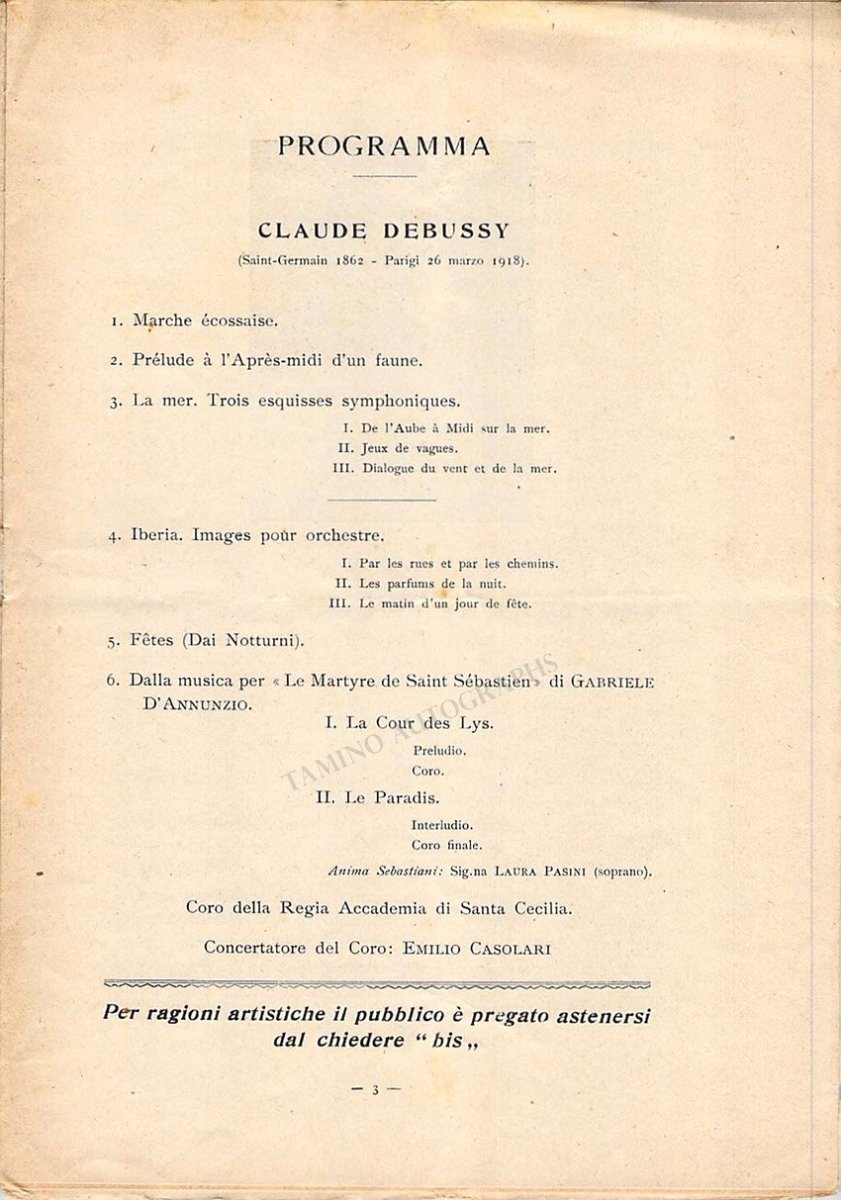 PROGRAMMA
CLAUDE DEBUSSY
(Saint-Germain 1862 - Parigi 26 marzo 1918).
1. Marche écossaise.
2. Prélude à l'Après-midi d'un faune.
3. La mer. Trois esquisses symphoniques.
I. De l'Aube à Midi sur la mer.
II. Jeux de vagues.
III. Dialogue du vent et de la mer.
4. Iberia. Images pour orchestre.
I. Par les rues et par les chemins.
II. Les parfums de la nuit.
III. Le matin d'un jour de fête.
5. Fêtes (Dai Notturni).
6. Dalla musica per « Le Martyre de Saint Sébastien » di GABRIELE
D'ANNUNZIO.
I. La Cour des Lys.
Preludio.
Coro.
II. Le Paradis.
Interludio.
Coro finale.
Anima Sebastiani: Sig.na LAURA PASINI (soprano).
Coro della Regia Accademia di Santa Cecilia.
Concertatore del Coro: EMILIO CASOLARI
Per ragioni artistiche il pubblico è pregato astenersi
dal chiedere “ bis „
— 3 —
TAMINO AUTOGRAPHS